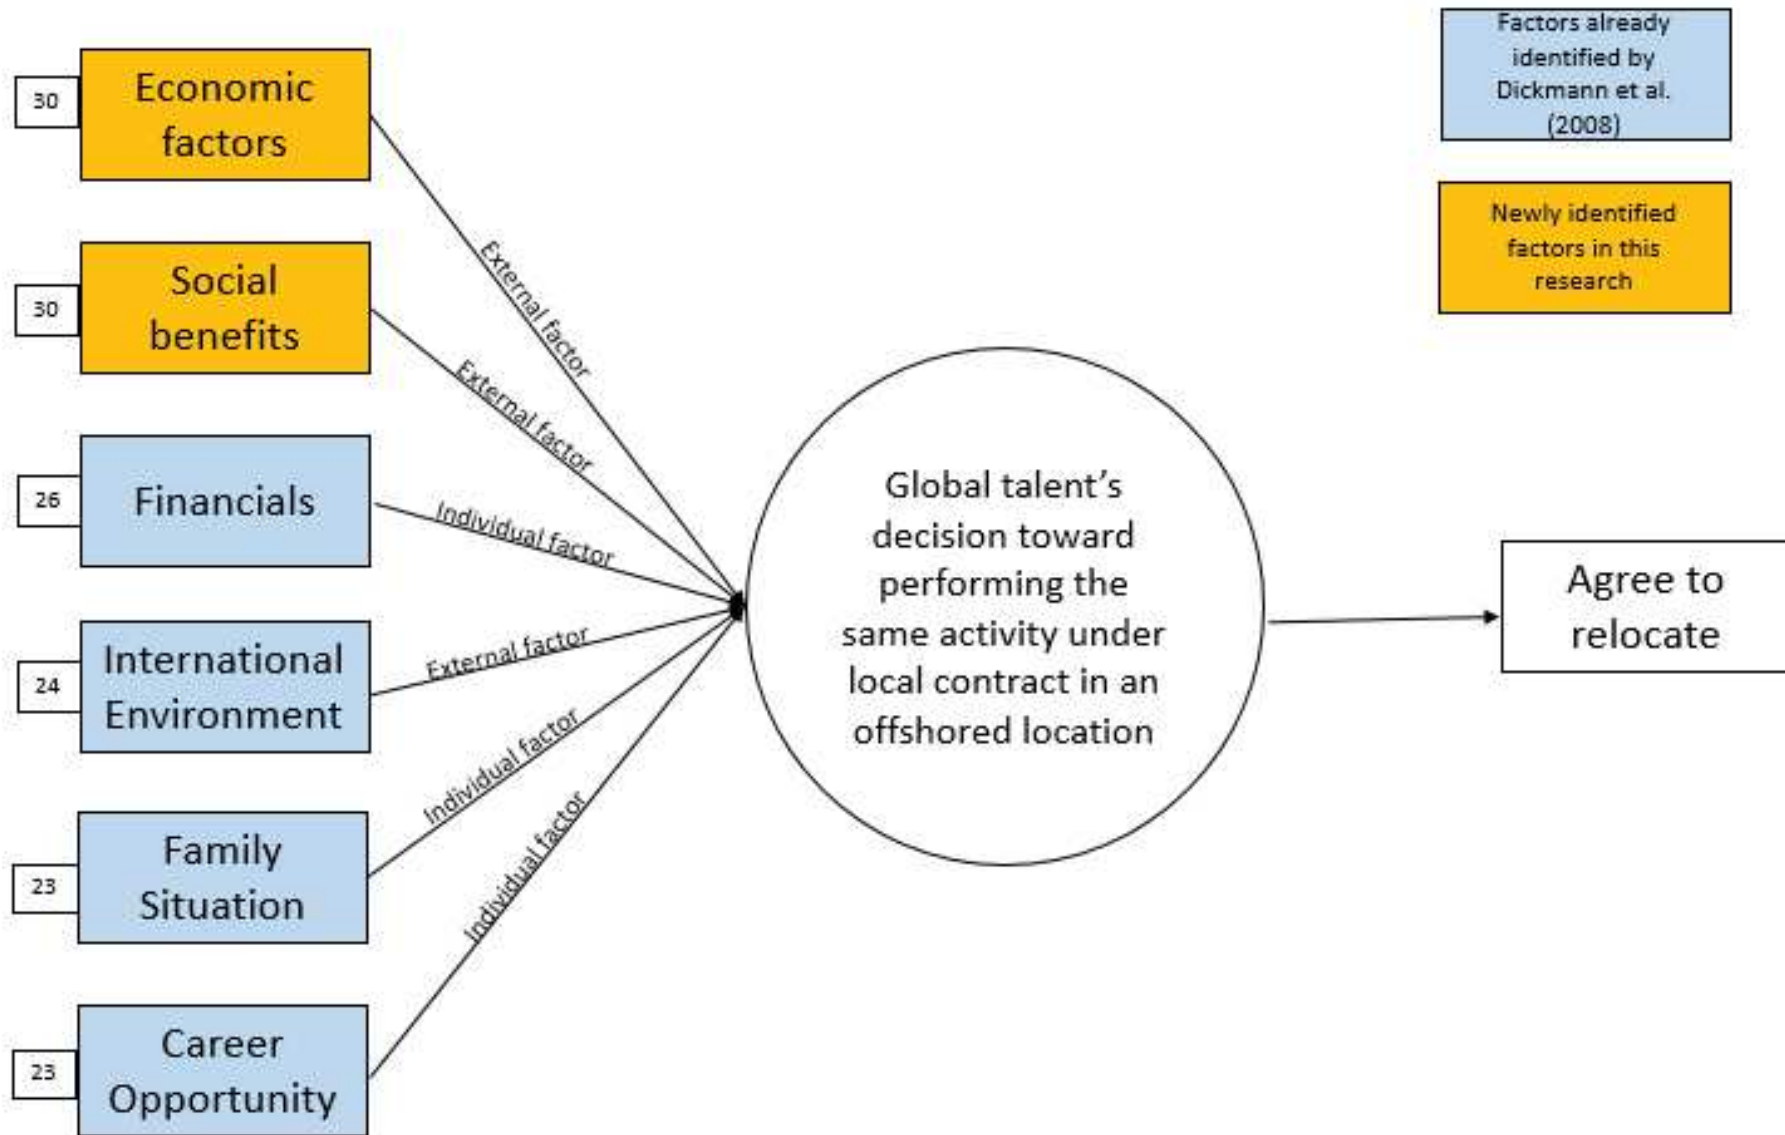 30
Economic
factors
30
Social
benefits
26
Financials
24
International
Environment
23
Family
Situation
23
Career
Opportunity
External factor
External factor
Individual factor
External factor
Individual factor
Individual factor
Global talent's
decision toward
performing the
same activity under
local contract in an
offshored location
Agree to
relocate
Factors already
identified by
Dickmann et al.
(2008)
Newly identified
factors in this
research